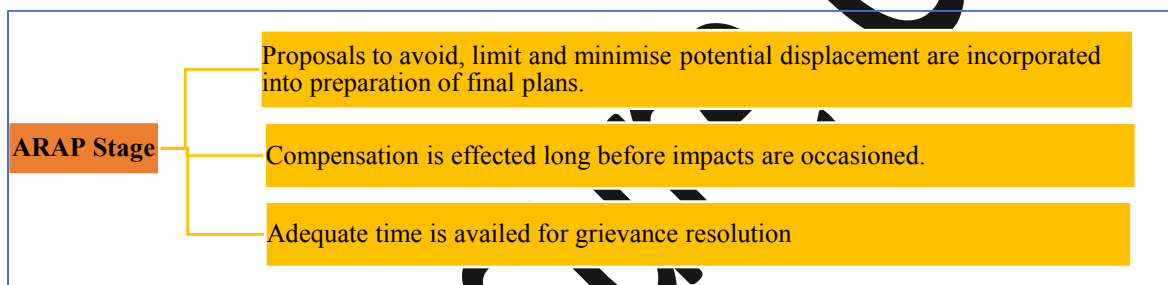 ARAP Stage
Proposals to avoid, limit and minimise potential displacement are incorporated
into preparation of final plans.
Compensation is effected long before impacts are occasioned.
Adequate time is availed for grievance resolution